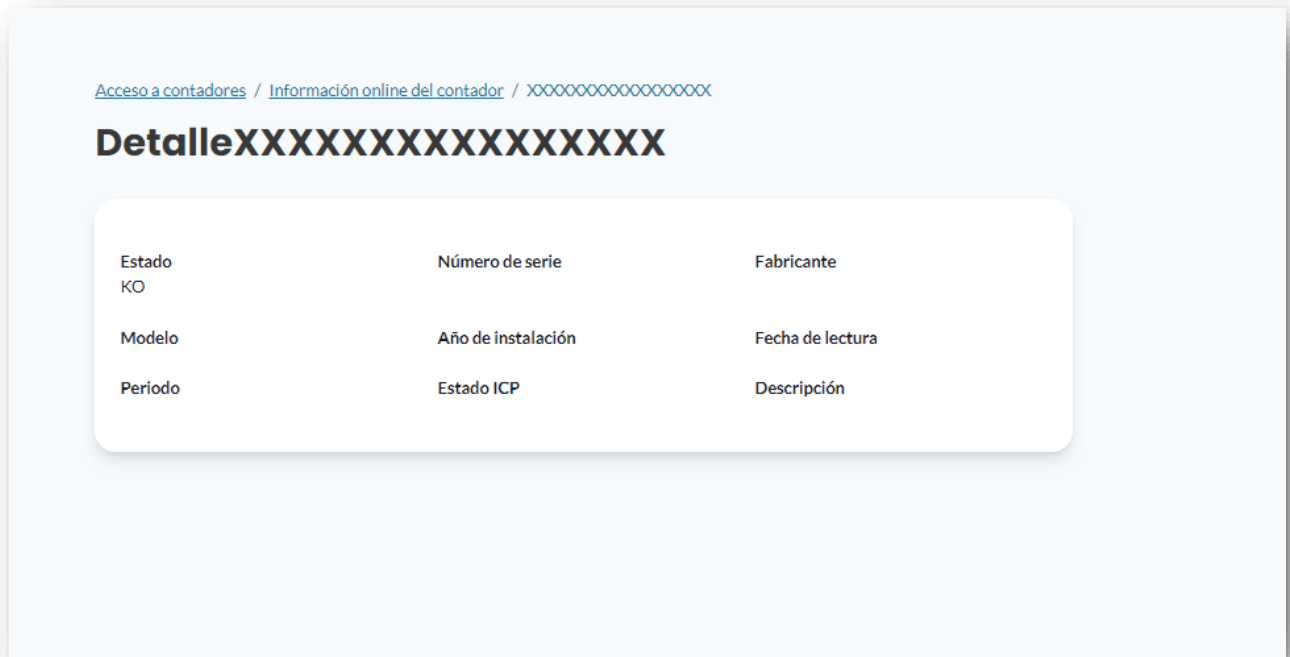 Acceso a contadores / Información online del contador / XXXXXXXXXXXXXXXXX
DetalleXXXXXXXXXXXXXXXX
Estado Número de serie Fabricante
KO
Modelo Año de instalación Fecha de lectura
Periodo Estado ICP Descripción